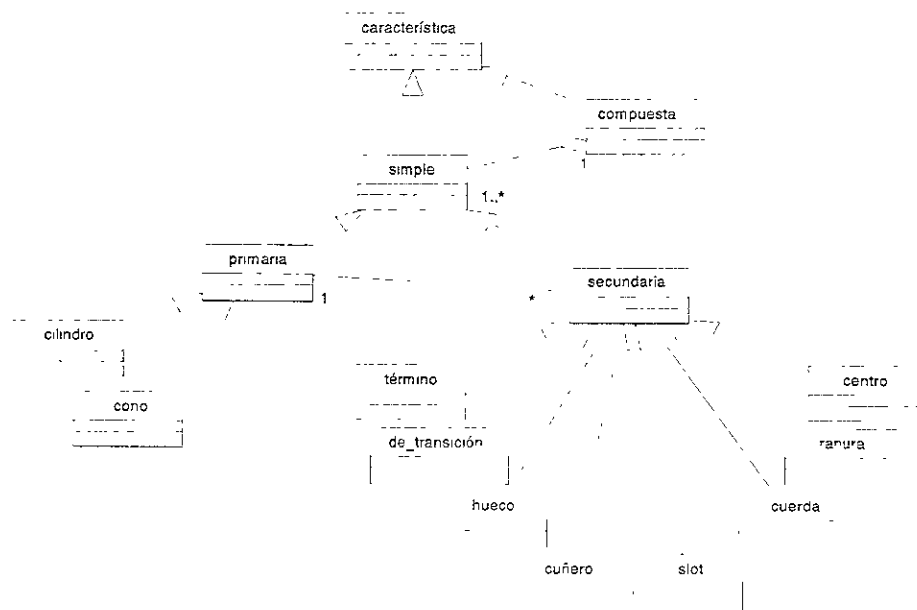 característica
compuesta
1
simple
1..*
primaria
1
secundaria
*
cilindro
cono
término
de_transición
centro
ranura
hueco
cuerda
cuñero
slot